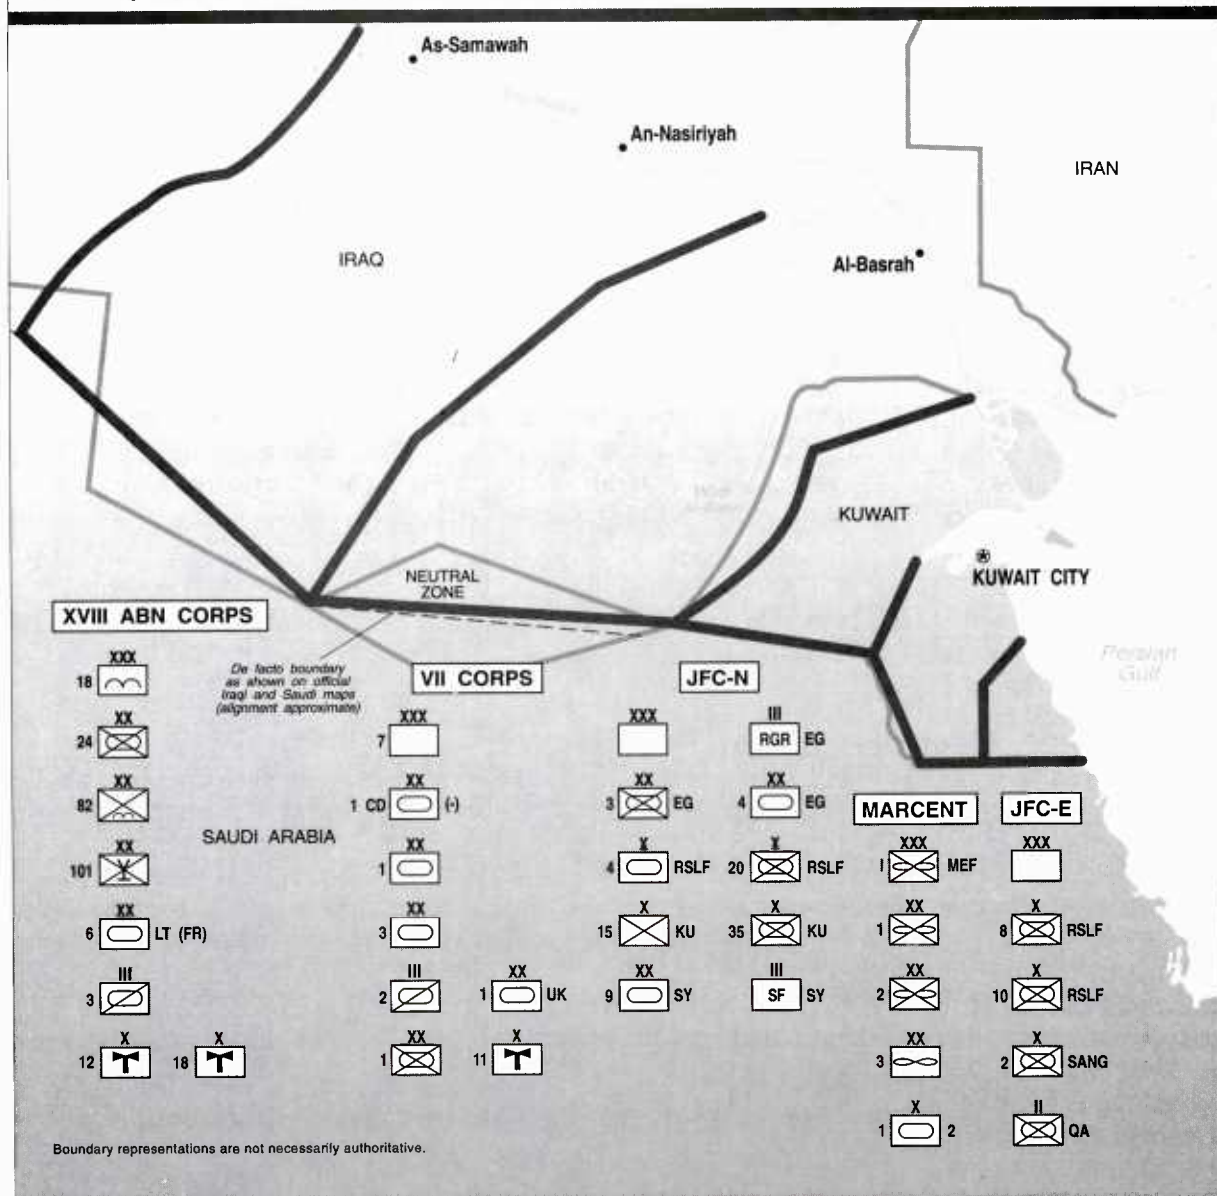 As-Samawah
An-Nasiriyah
IRAN
IRAQ
Al-Basrah
KUWAIT
KUWAIT CITY
NEUTRAL
ZONE
Persian
Gulf
De facto boundary
as shown on official
Iraqi and Saudi maps
(alignment approximate)
SAUDI ARABIA
XVIII ABN CORPS
XXX
18
XX
24
XX
82
XX
101
XX
6 LT (FR)
III
3
X X
12 18
VII CORPS
XXX
7
XX
1 CD (-)
XX
1
XX
3
III XX
2 1 UK
XX X
1 11
JFC-N
XXX III
RGR EG
XX XX
3 EG 4 EG
X X
4 RSLF 20 RSLF
X X
15 KU 35 KU
XX III
9 SY SF SY
MARCENT
XXX
I MEF
XX
1
XX
2
XX
3
X
1 2
JFC-E
XXX
X
8 RSLF
X
10 RSLF
X
2 SANG
II
QA
Boundary representations are not necessarily authoritative.